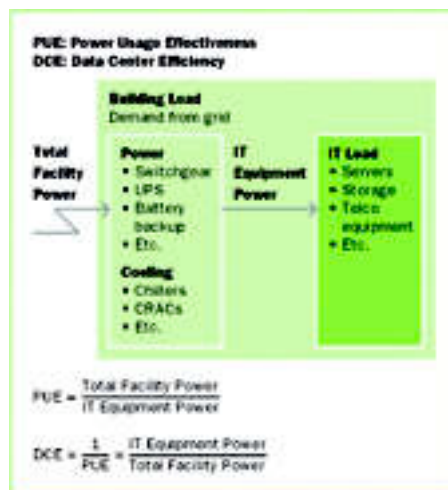 PUE: Power Usage Effectiveness
DCE: Data Center Efficiency
Building Load
Demand from grid
Total
Facility
Power
Power
• Switchgear
• UPS
• Battery
backup
• Etc.
Cooling
• Chillers
• CRACs
• Etc.
IT
Equipment
Power
IT Load
• Servers
• Storage
• Telco
equipment
• Etc.
PUE = Total Facility Power / IT Equipment Power
DCE = 1 / PUE = IT Equipment Power / Total Facility Power